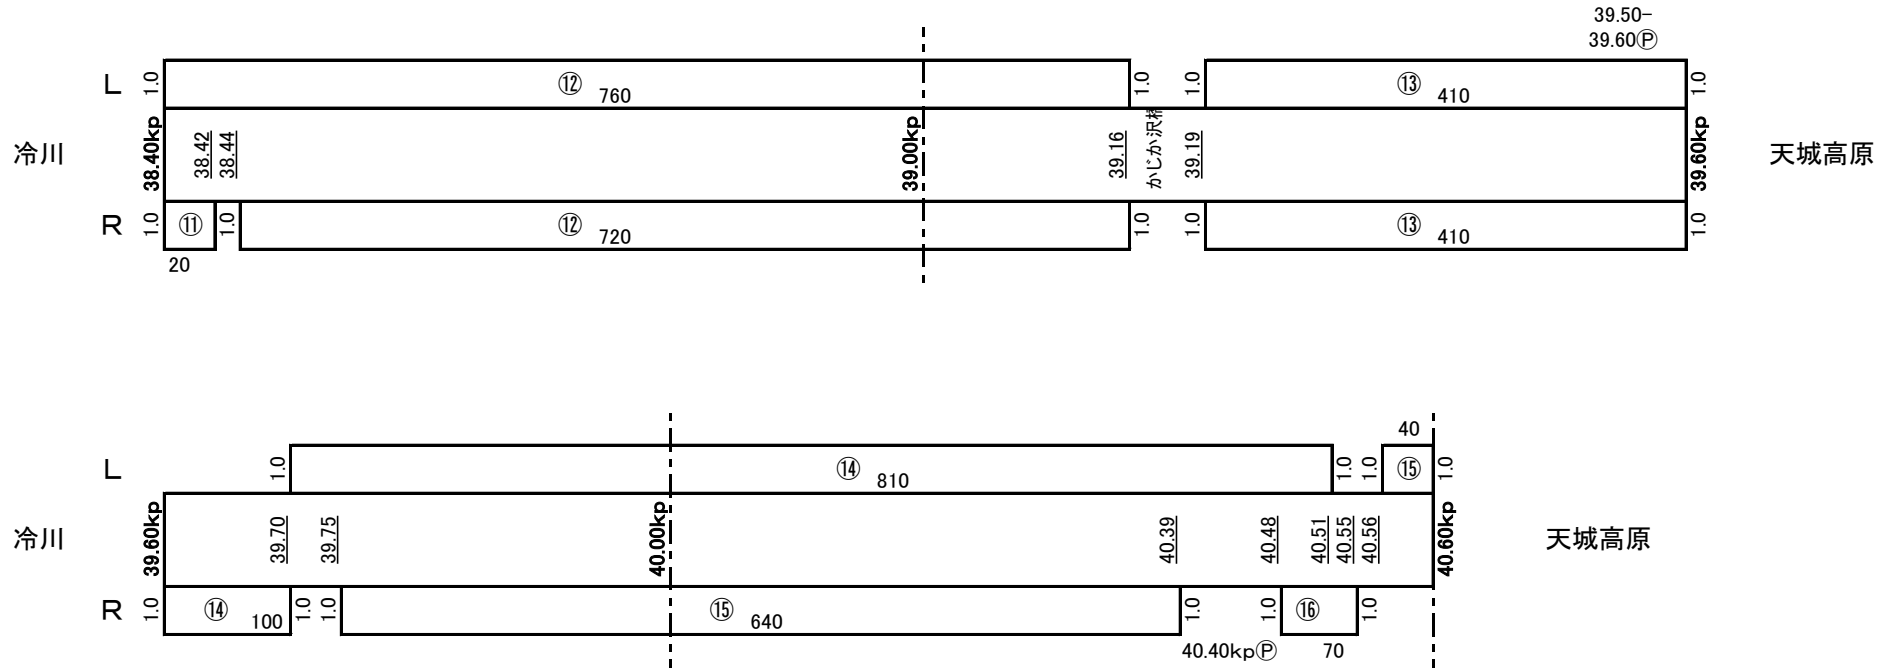 39.50-
39.60Ⓟ
L 1.0 ⑫ 760 1.0 1.0 ⑬ 410 1.0
冷川 38.40kp 38.42 38.44 39.00kp 39.16 かじか沢橋 39.19 39.60kp 天城高原
R 1.0 ⑪ 1.0 ⑫ 720 1.0 1.0 ⑬ 410 1.0
20
40
L 1.0 ⑭ 810 1.0 1.0 ⑮ 1.0
冷川 39.60kp 39.70 39.75 40.00kp 40.39 40.48 40.51 40.55 40.56 40.60kp 天城高原
R 1.0 ⑭ 100 1.0 1.0 ⑮ 640 1.0 1.0 ⑯ 1.0
40.40kpⓅ 70